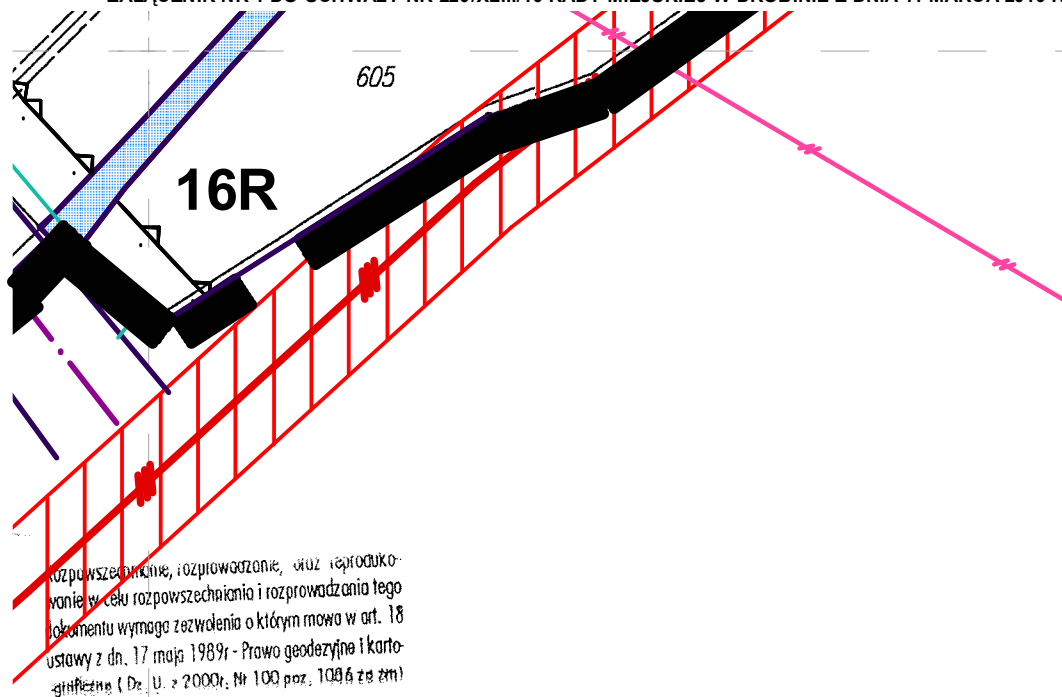 605
16R
rozpowszechnianie, rozprowadzanie, oraz reproduko-
wanie w celu rozpowszechniania i rozprowadzania tego
dokumentu wymaga zezwolenia o którym mowa w art. 18
ustawy z dn. 17 maja 1989r - Prawo geodezyjne i karto-
-graficzne ( Dz. U. z 2000r. Nr 100 poz. 1086 ze zm)